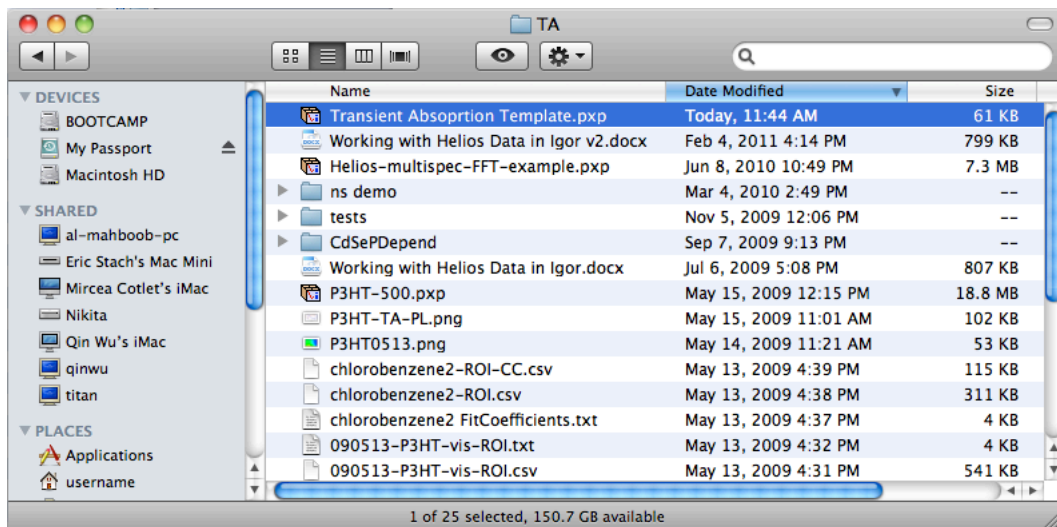 TA
Name Date Modified Size
DEVICES
BOOTCAMP
My Passport
Macintosh HD
SHARED
al-mahboob-pc
Eric Stach's Mac Mini
Mircea Cotlet's iMac
Nikita
Qin Wu's iMac
qinwu
titan
PLACES
Applications
username
Transient Absoprtion Template.pxp Today, 11:44 AM 61 KB
Working with Helios Data in Igor v2.docx Feb 4, 2011 4:14 PM 799 KB
Helios-multispec-FFT-example.pxp Jun 8, 2010 10:49 PM 7.3 MB
ns demo Mar 4, 2010 2:49 PM --
tests Nov 5, 2009 12:06 PM --
CdSePDepend Sep 7, 2009 9:13 PM --
Working with Helios Data in Igor.docx Jul 6, 2009 5:08 PM 807 KB
P3HT-500.pxp May 15, 2009 12:15 PM 18.8 MB
P3HT-TA-PL.png May 15, 2009 11:01 AM 102 KB
P3HT0513.png May 14, 2009 11:21 AM 53 KB
chlorobenzene2-ROI-CC.csv May 13, 2009 4:39 PM 115 KB
chlorobenzene2-ROI.csv May 13, 2009 4:38 PM 311 KB
chlorobenzene2 FitCoefficients.txt May 13, 2009 4:37 PM 4 KB
090513-P3HT-vis-ROI.txt May 13, 2009 4:32 PM 4 KB
090513-P3HT-vis-ROI.csv May 13, 2009 4:31 PM 541 KB
1 of 25 selected, 150.7 GB available